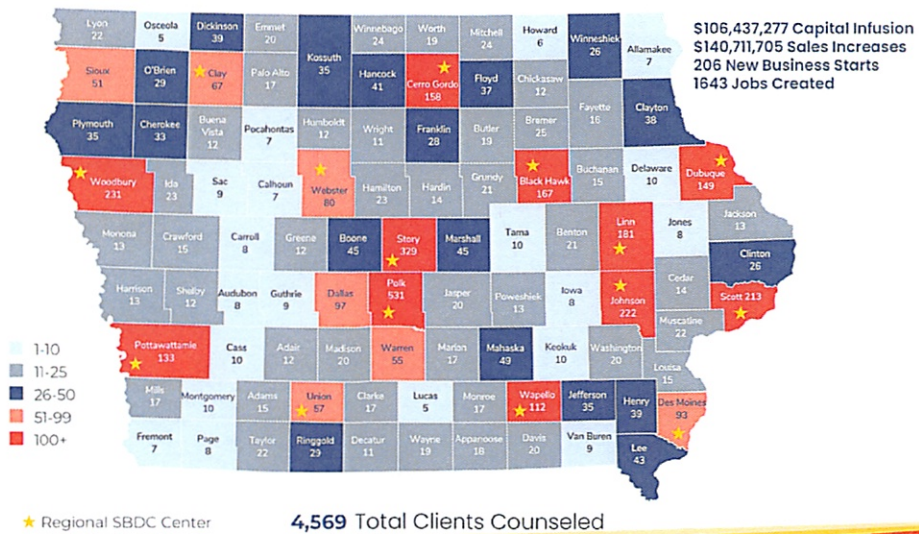 Lyon
22
Osceola
5
Dickinson
39
Emmet
20
Kossuth
35
Winnebago
24
Worth
19
Mitchell
24
Howard
6
Winneshiek
26
Allamakee
7
$106,437,277 Capital Infusion
$140,711,705 Sales Increases
206 New Business Starts
1643 Jobs Created
Sioux
51
O'Brien
29
Clay
67
Palo Alto
17
Hancock
41
Cerro Gordo
158
Floyd
37
Chickasaw
12
Fayette
16
Clayton
38
Plymouth
35
Cherokee
33
Buena
Vista
12
Pocahontas
7
Humboldt
12
Wright
11
Franklin
28
Butler
19
Bremer
25
Woodbury
231
Ida
23
Sac
9
Calhoun
7
Webster
80
Hamilton
23
Hardin
14
Grundy
21
Black Hawk
167
Buchanan
15
Delaware
10
Dubuque
149
Monona
13
Crawford
15
Carroll
8
Greene
12
Boone
45
Story
329
Marshall
45
Tama
10
Benton
21
Linn
181
Jones
8
Jackson
13
Clinton
26
Harrison
13
Shelby
12
Audubon
8
Guthrie
9
Dallas
97
Polk
531
Jasper
20
Poweshiek
13
Iowa
8
Johnson
222
Cedar
14
Scott 213
Muscatine
22
Pottawattamie
133
Cass
10
Adair
12
Madison
20
Warren
55
Marion
17
Mahaska
49
Keokuk
10
Washington
20
Louisa
15
1-10
11-25
26-50
51-99
100+
Mills
17
Montgomery
10
Adams
15
Union
57
Clarke
17
Lucas
5
Monroe
17
Wapello
112
Jefferson
35
Henry
39
Des Moines
93
Fremont
7
Page
8
Taylor
22
Ringgold
29
Decatur
11
Wayne
19
Appanoose
18
Davis
20
Van Buren
9
Lee
43
Regional SBDC Center
4,569 Total Clients Counseled